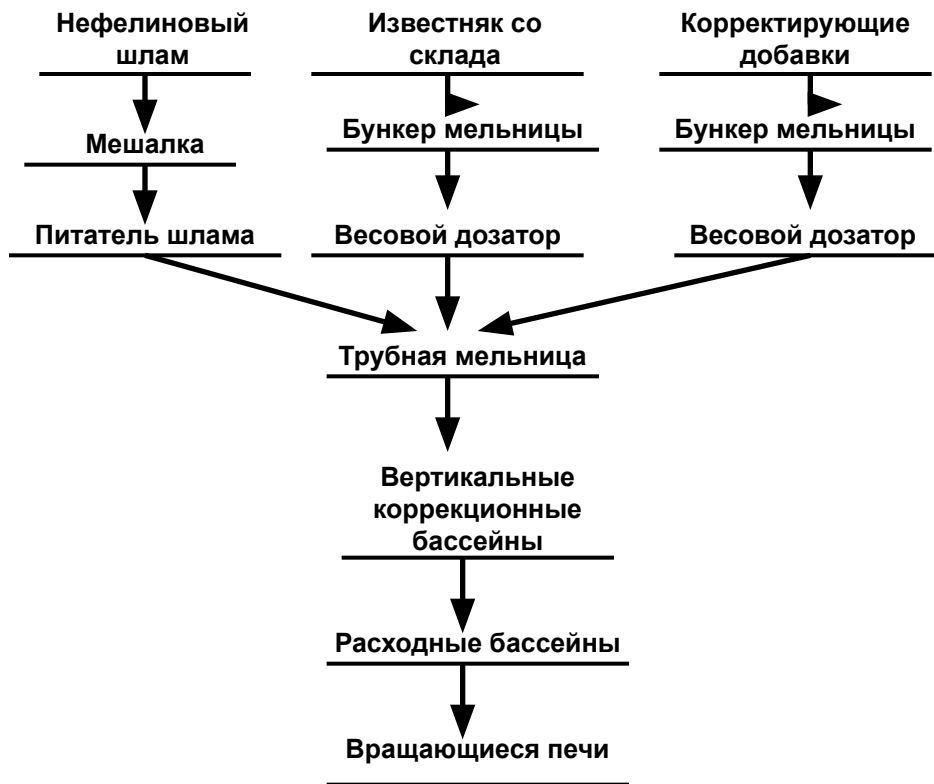 Нефелиновый
шлам
Известняк со
склада
Корректирующие
добавки
Мешалка
Бункер мельницы
Бункер мельницы
Питатель шлама
Весовой дозатор
Весовой дозатор
Трубная мельница
Вертикальные
коррекционные
бассейны
Расходные бассейны
Вращающиеся печи